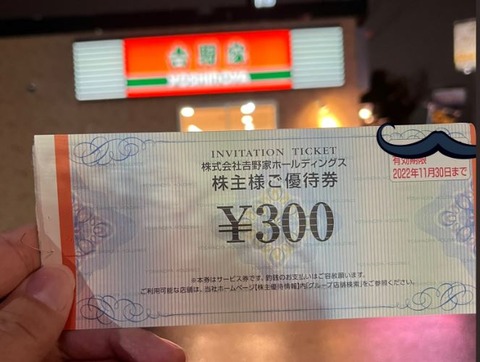 吉野家
YOSHINOYA
INVITATION TICKET
株式会社吉野家ホールディングス
株主様ご優待券
有効期限
2022年11月30日まで
¥300
※本券はサービス券です。釣銭のお支払いはご容赦願います。
ご利用可能な店舗は、当社ホームページ【株主優待情報】内【グループ店舗検索】をご参照ください。